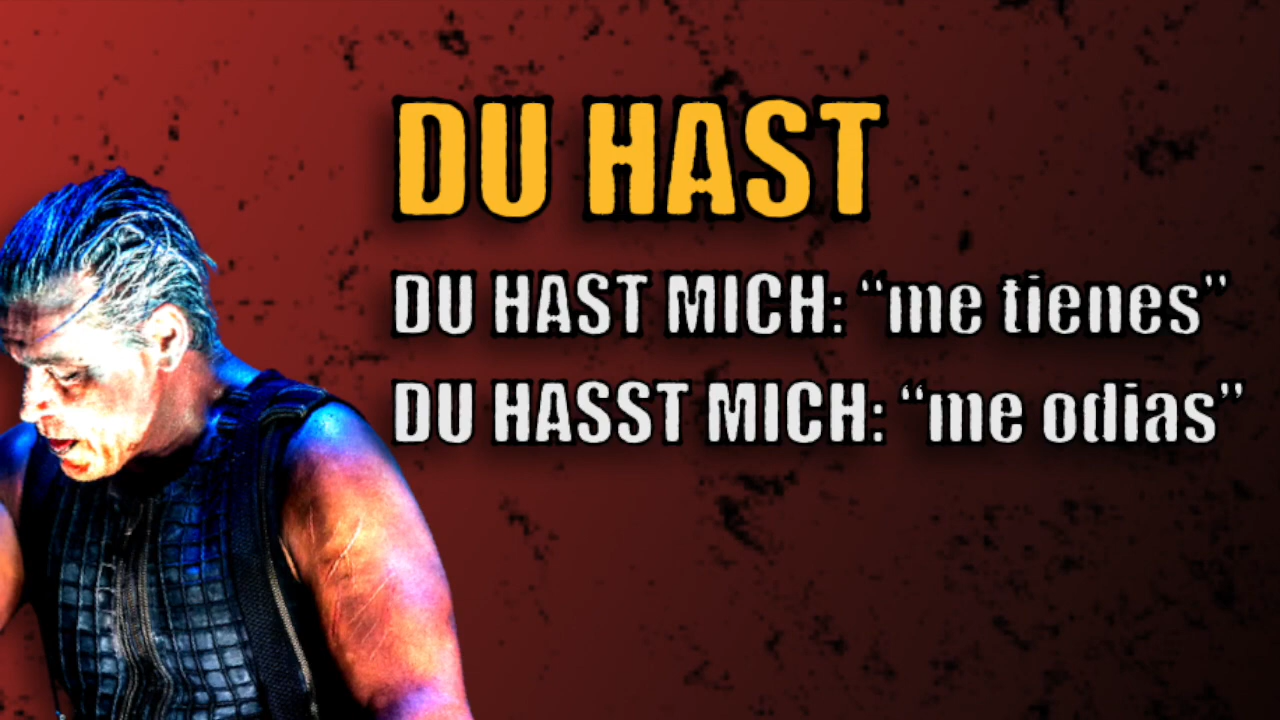 DU HAST
DU HAST MICH: “me tienes”
DU HASST MICH: “me odias”